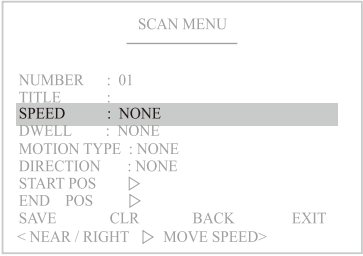 SCAN MENU
NUMBER : 01
TITLE :
SPEED : NONE
DWELL : NONE
MOTION TYPE : NONE
DIRECTION : NONE
START POS ▷
END POS ▷
SAVE CLR BACK EXIT
< NEAR / RIGHT ▷ MOVE SPEED>